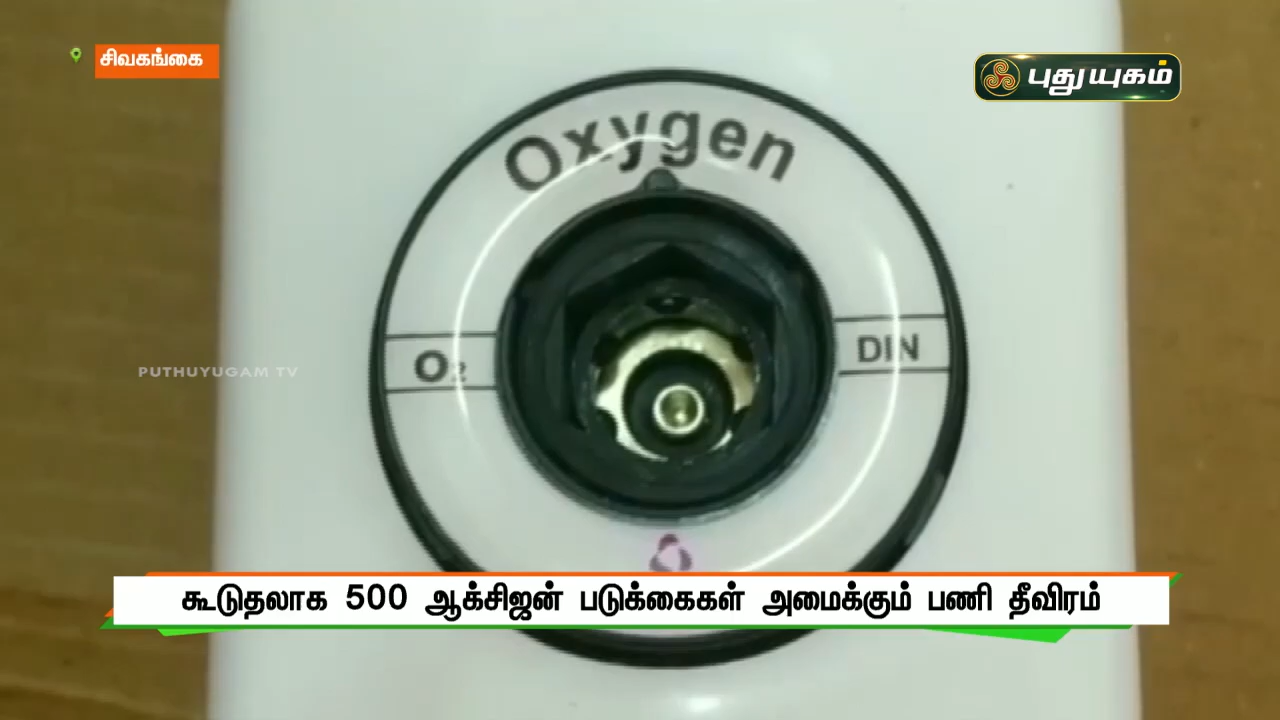 சிவகங்கை
புதுயுகம்
Oxygen
O₂
DIN
PUTHUYUGAM TV
கூடுதலாக 500 ஆக்சிஜன் படுக்கைகள் அமைக்கும் பணி தீவிரம்